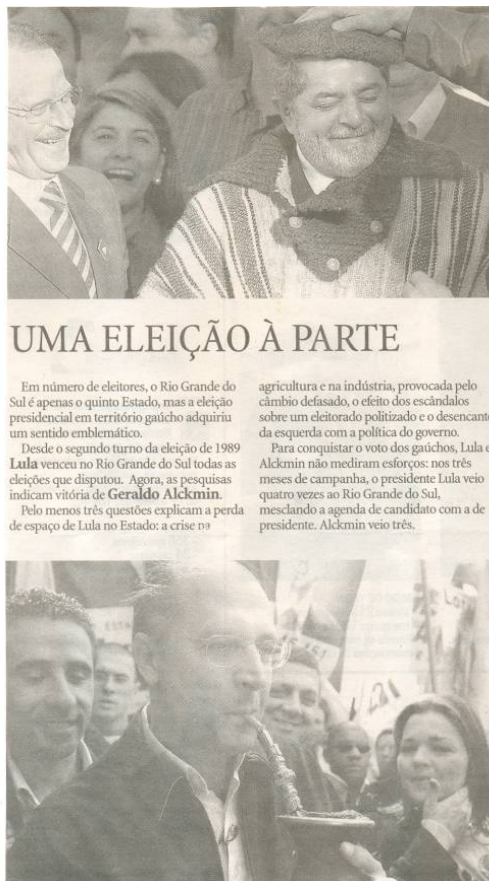 UMA ELEIÇÃO À PARTE
Em número de eleitores, o Rio Grande do
Sul é apenas o quinto Estado, mas a eleição
presidencial em território gaúcho adquiriu
um sentido emblemático.
Desde o segundo turno da eleição de 1989
Lula venceu no Rio Grande do Sul todas as
eleições que disputou. Agora, as pesquisas
indicam vitória de Geraldo Alckmin.
Pelo menos três questões explicam a perda
de espaço de Lula no Estado: a crise na
agricultura e na indústria, provocada pelo
câmbio defasado, o efeito dos escândalos
sobre um eleitorado politizado e o desencanto
da esquerda com a política do governo.
Para conquistar o voto dos gaúchos, Lula e
Alckmin não mediram esforços: nos três
meses de campanha, o presidente Lula veio
quatro vezes ao Rio Grande do Sul,
mesclando a agenda de candidato com a de
presidente. Alckmin veio três.